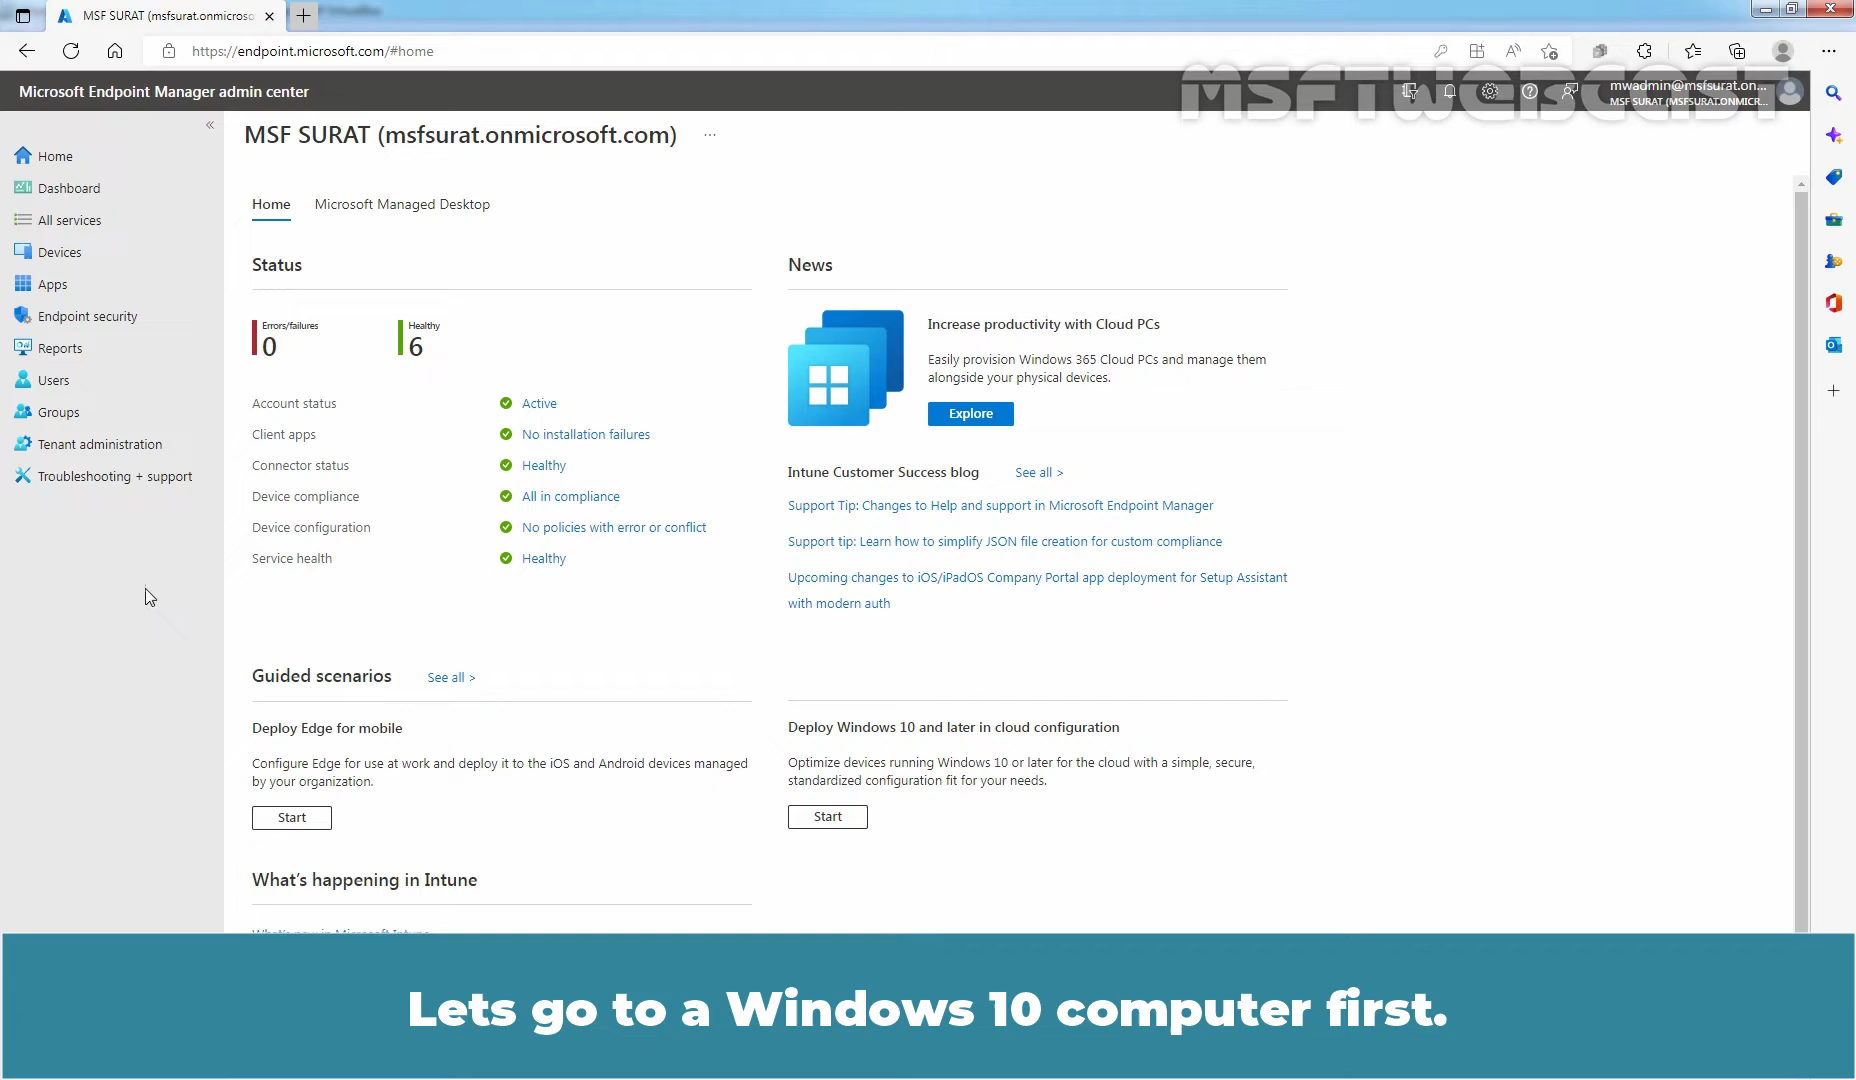 MSF SURAT (msfsurat.onmicroso
https://endpoint.microsoft.com/#home
MSFTWEBCAST
Microsoft Endpoint Manager admin center
mwadmin@msfsurat.on...
MSF SURAT (MSFSURAT.ONMICR...
MSF SURAT (msfsurat.onmicrosoft.com) ...
Home
Dashboard
All services
Devices
Apps
Endpoint security
Reports
Users
Groups
Tenant administration
Troubleshooting + support
Home Microsoft Managed Desktop
Status
Errors/failures
0
Healthy
6
Account status Active
Client apps No installation failures
Connector status Healthy
Device compliance All in compliance
Device configuration No policies with error or conflict
Service health Healthy
News
Increase productivity with Cloud PCs
Easily provision Windows 365 Cloud PCs and manage them
alongside your physical devices.
Explore
Intune Customer Success blog See all >
Support Tip: Changes to Help and support in Microsoft Endpoint Manager
Support tip: Learn how to simplify JSON file creation for custom compliance
Upcoming changes to iOS/iPadOS Company Portal app deployment for Setup Assistant
with modern auth
Guided scenarios See all >
Deploy Edge for mobile
Configure Edge for use at work and deploy it to the iOS and Android devices managed
by your organization.
Start
Deploy Windows 10 and later in cloud configuration
Optimize devices running Windows 10 or later for the cloud with a simple, secure,
standardized configuration fit for your needs.
Start
What's happening in Intune
What's new in Microsoft Intune
Lets go to a Windows 10 computer first.